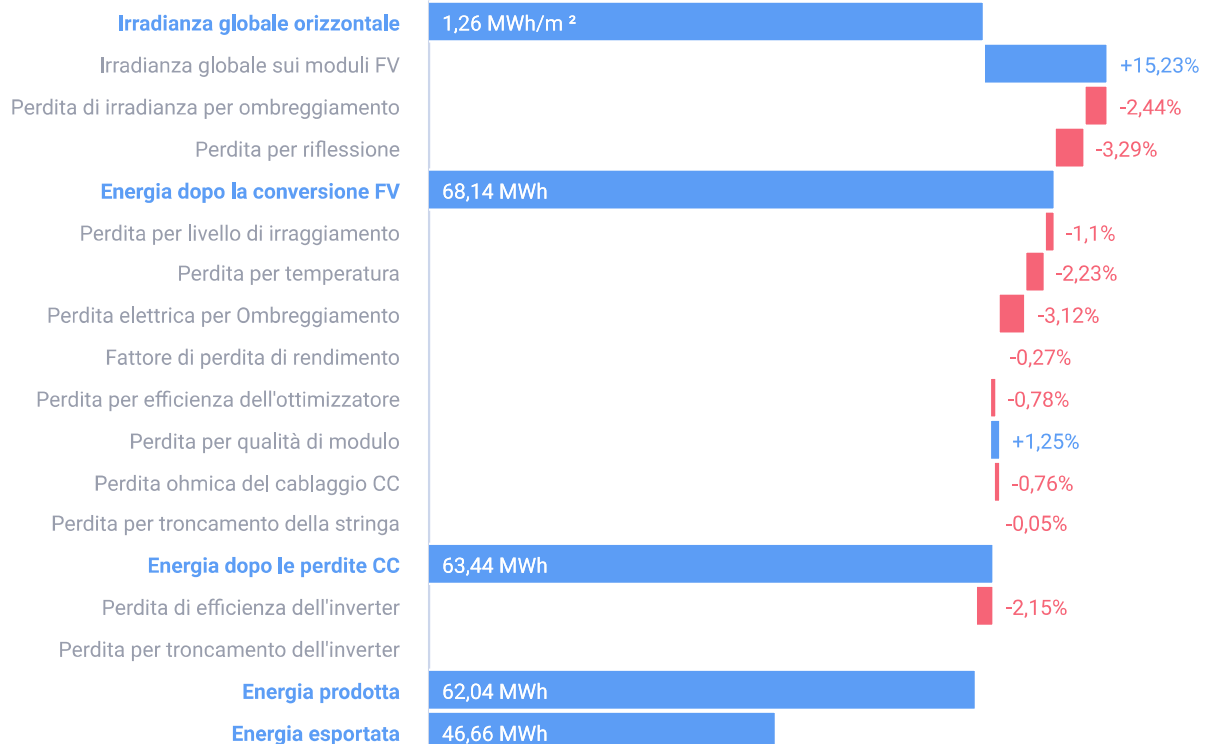 Irradianza globale orizzontale 1,26 MWh/m ²
Irradianza globale sui moduli FV +15,23%
Perdita di irradianza per ombreggiamento -2,44%
Perdita per riflessione -3,29%
Energia dopo la conversione FV 68,14 MWh
Perdita per livello di irraggiamento -1,1%
Perdita per temperatura -2,23%
Perdita elettrica per Ombreggiamento -3,12%
Fattore di perdita di rendimento -0,27%
Perdita per efficienza dell'ottimizzatore -0,78%
Perdita per qualità di modulo +1,25%
Perdita ohmica del cablaggio CC -0,76%
Perdita per troncamento della stringa -0,05%
Energia dopo le perdite CC 63,44 MWh
Perdita di efficienza dell'inverter -2,15%
Perdita per troncamento dell'inverter
Energia prodotta 62,04 MWh
Energia esportata 46,66 MWh